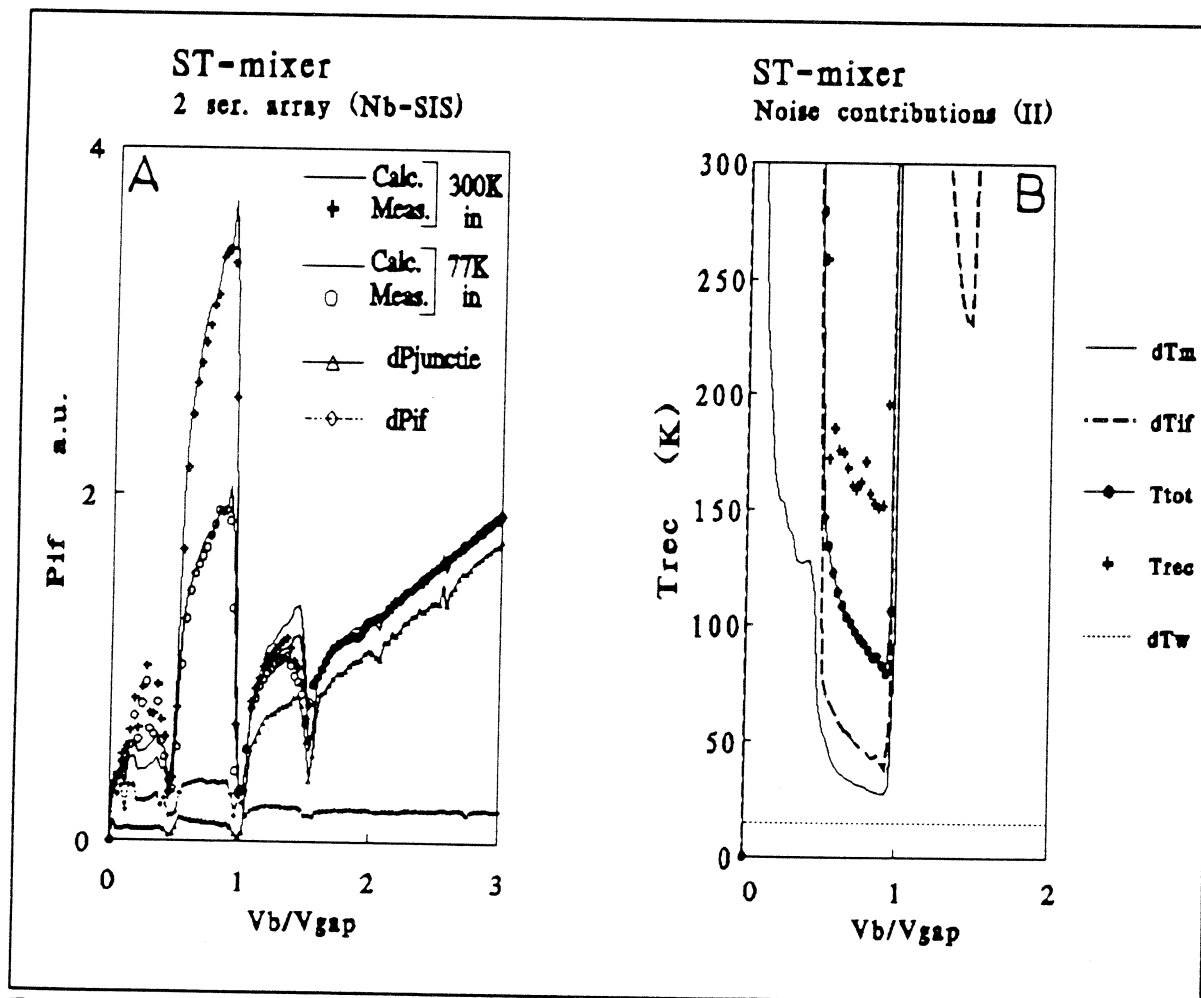 ST-mixer
2 ser. array (Nb-SIS)
A
Calc.
Meas.
300K
in
Calc.
Meas.
77K
in
dPjunctie
dPif
4
2
0
Pif a.u.
0 1 2 3
Vb/Vgap
ST-mixer
Noise contributions (II)
B
300
250
200
150
100
50
0
Trec (K)
0 1 2
Vb/Vgap
dTm
dTif
Ttot
Trec
dTw